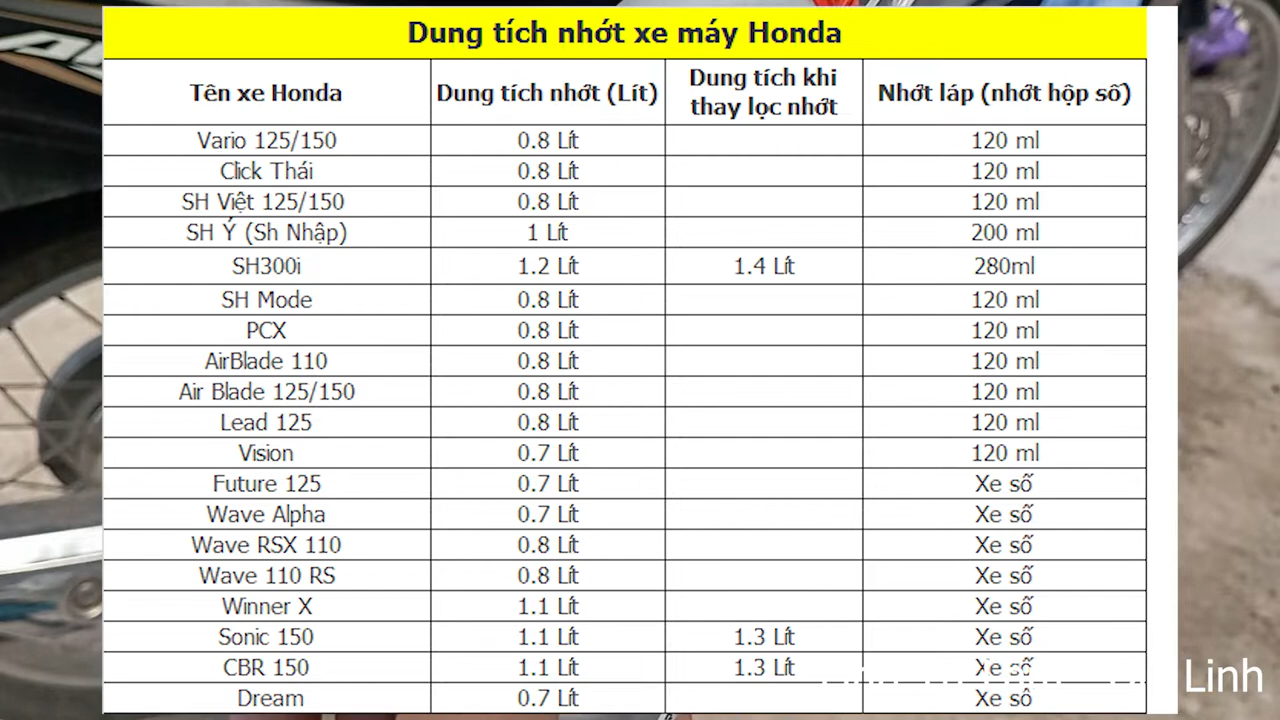 Dung tích nhớt xe máy Honda
Tên xe Honda Dung tích nhớt (Lít) Dung tích khi thay lọc nhớt Nhớt láp (nhớt hộp số)
Vario 125/150 0.8 Lít 120 ml
Click Thái 0.8 Lít 120 ml
SH Việt 125/150 0.8 Lít 120 ml
SH Ý (Sh Nhập) 1 Lít 200 ml
SH300i 1.2 Lít 1.4 Lít 280ml
SH Mode 0.8 Lít 120 ml
PCX 0.8 Lít 120 ml
AirBlade 110 0.8 Lít 120 ml
Air Blade 125/150 0.8 Lít 120 ml
Lead 125 0.8 Lít 120 ml
Vision 0.7 Lít 120 ml
Future 125 0.7 Lít Xe số
Wave Alpha 0.7 Lít Xe số
Wave RSX 110 0.8 Lít Xe số
Wave 110 RS 0.8 Lít Xe số
Winner X 1.1 Lít Xe số
Sonic 150 1.1 Lít 1.3 Lít Xe số
CBR 150 1.1 Lít 1.3 Lít Xe số
Linh
Dream 0.7 Lít Xe số